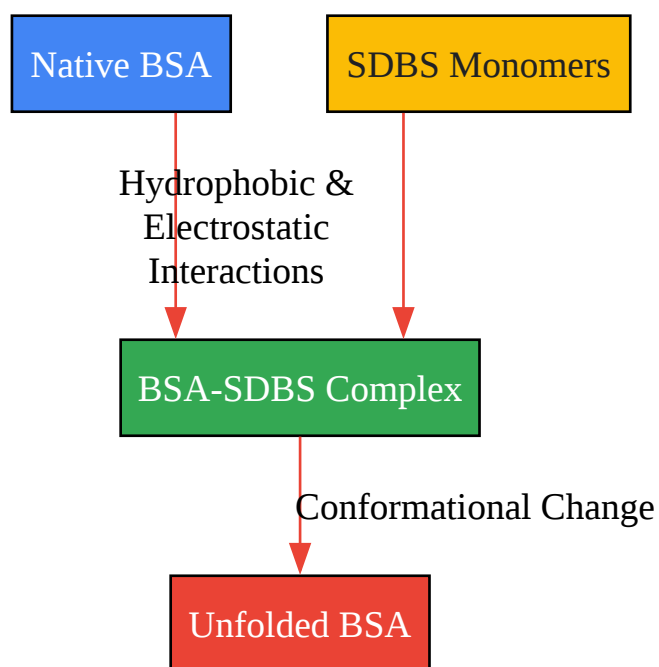 Native BSA
SDBS Monomers
Hydrophobic &
Electrostatic
Interactions
BSA-SDBS Complex
Conformational Change
Unfolded BSA